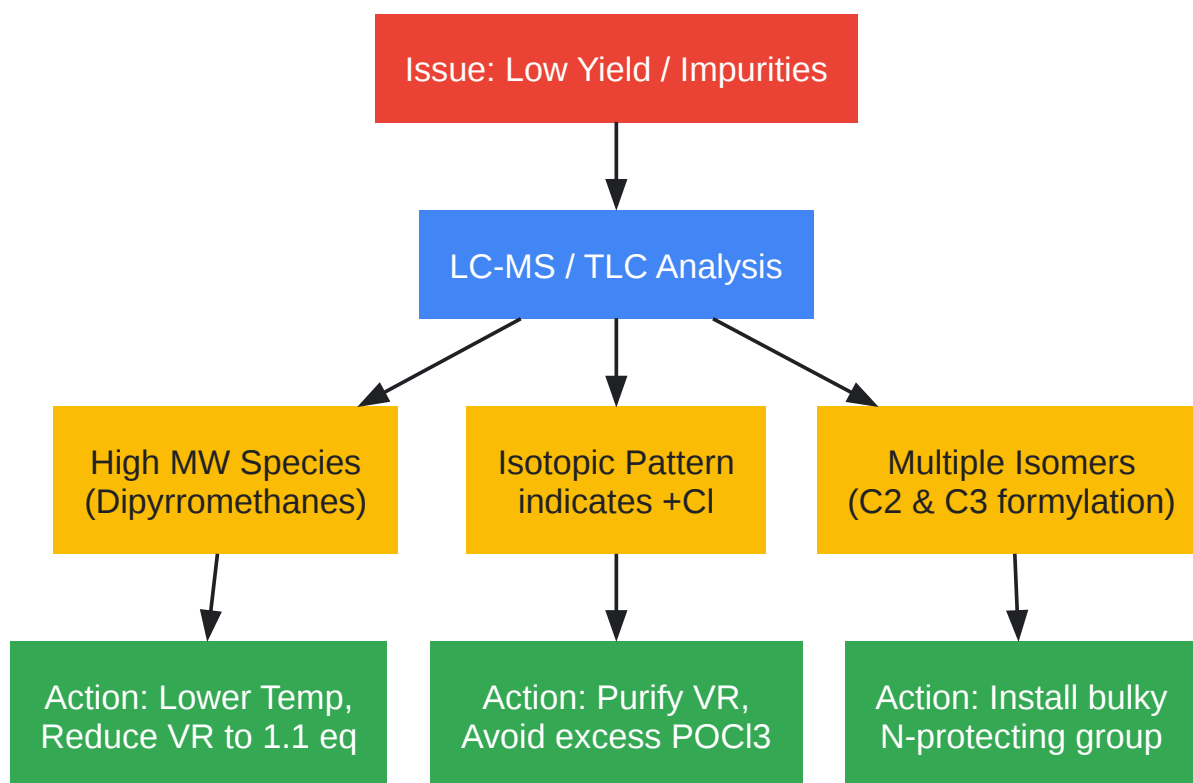 Issue: Low Yield / Impurities
LC-MS / TLC Analysis
High MW Species
(Dipyrromethanes)
Isotopic Pattern
indicates +Cl
Multiple Isomers
(C2 & C3 formylation)
Action: Lower Temp,
Reduce VR to 1.1 eq
Action: Purify VR,
Avoid excess POCl3
Action: Install bulky
N-protecting group